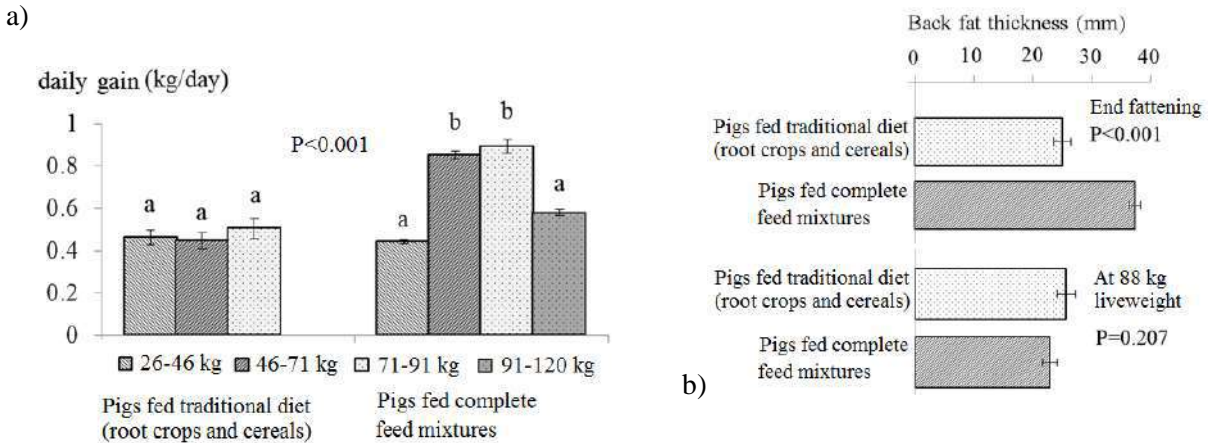 a)
daily gain (kg/day)
1
0.8
0.6
0.4
0.2
0
P<0.001
a
a
a
a
b
b
a
26-46 kg
46-71 kg
71-91 kg
91-120 kg
Pigs fed traditional diet
(root crops and cereals)
Pigs fed complete
feed mixtures
b)
Back fat thickness (mm)
0 10 20 30 40
Pigs fed traditional diet
(root crops and cereals)
End fattening
P<0.001
Pigs fed complete
feed mixtures
Pigs fed traditional diet
(root crops and cereals)
At 88 kg
liveweight
Pigs fed complete
feed mixtures
P=0.207